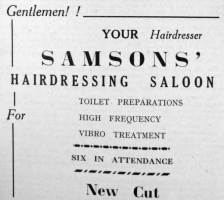 Gentlemen! !
YOUR Hairdresser
SAMSONS'
HAIRDRESSING SALOON
For
TOILET PREPARATIONS
HIGH FREQUENCY
VIBRO TREATMENT
SIX IN ATTENDANCE
New Cut